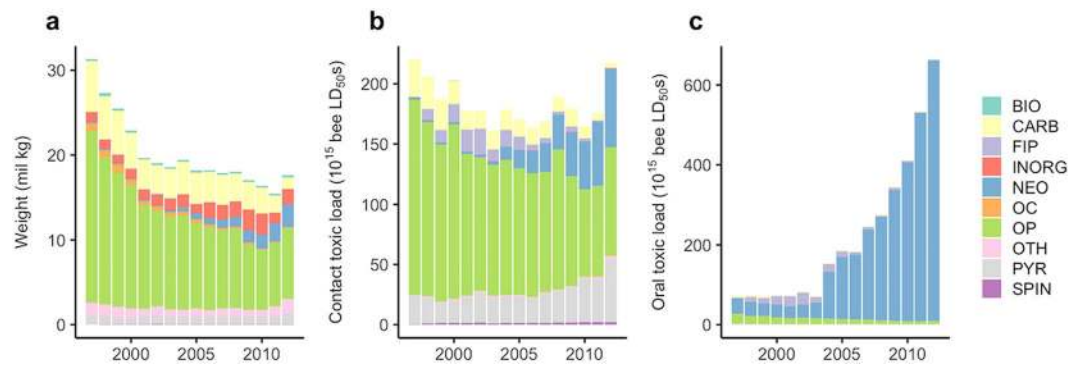 a
Weight (mil kg)
30
20
10
0
2000 2005 2010
b
Contact toxic load (10¹⁵ bee LD₅₀s)
200
150
100
50
0
2000 2005 2010
c
Oral toxic load (10¹⁵ bee LD₅₀s)
600
400
200
0
2000 2005 2010
BIO
CARB
FIP
INORG
NEO
OC
OP
OTH
PYR
SPIN